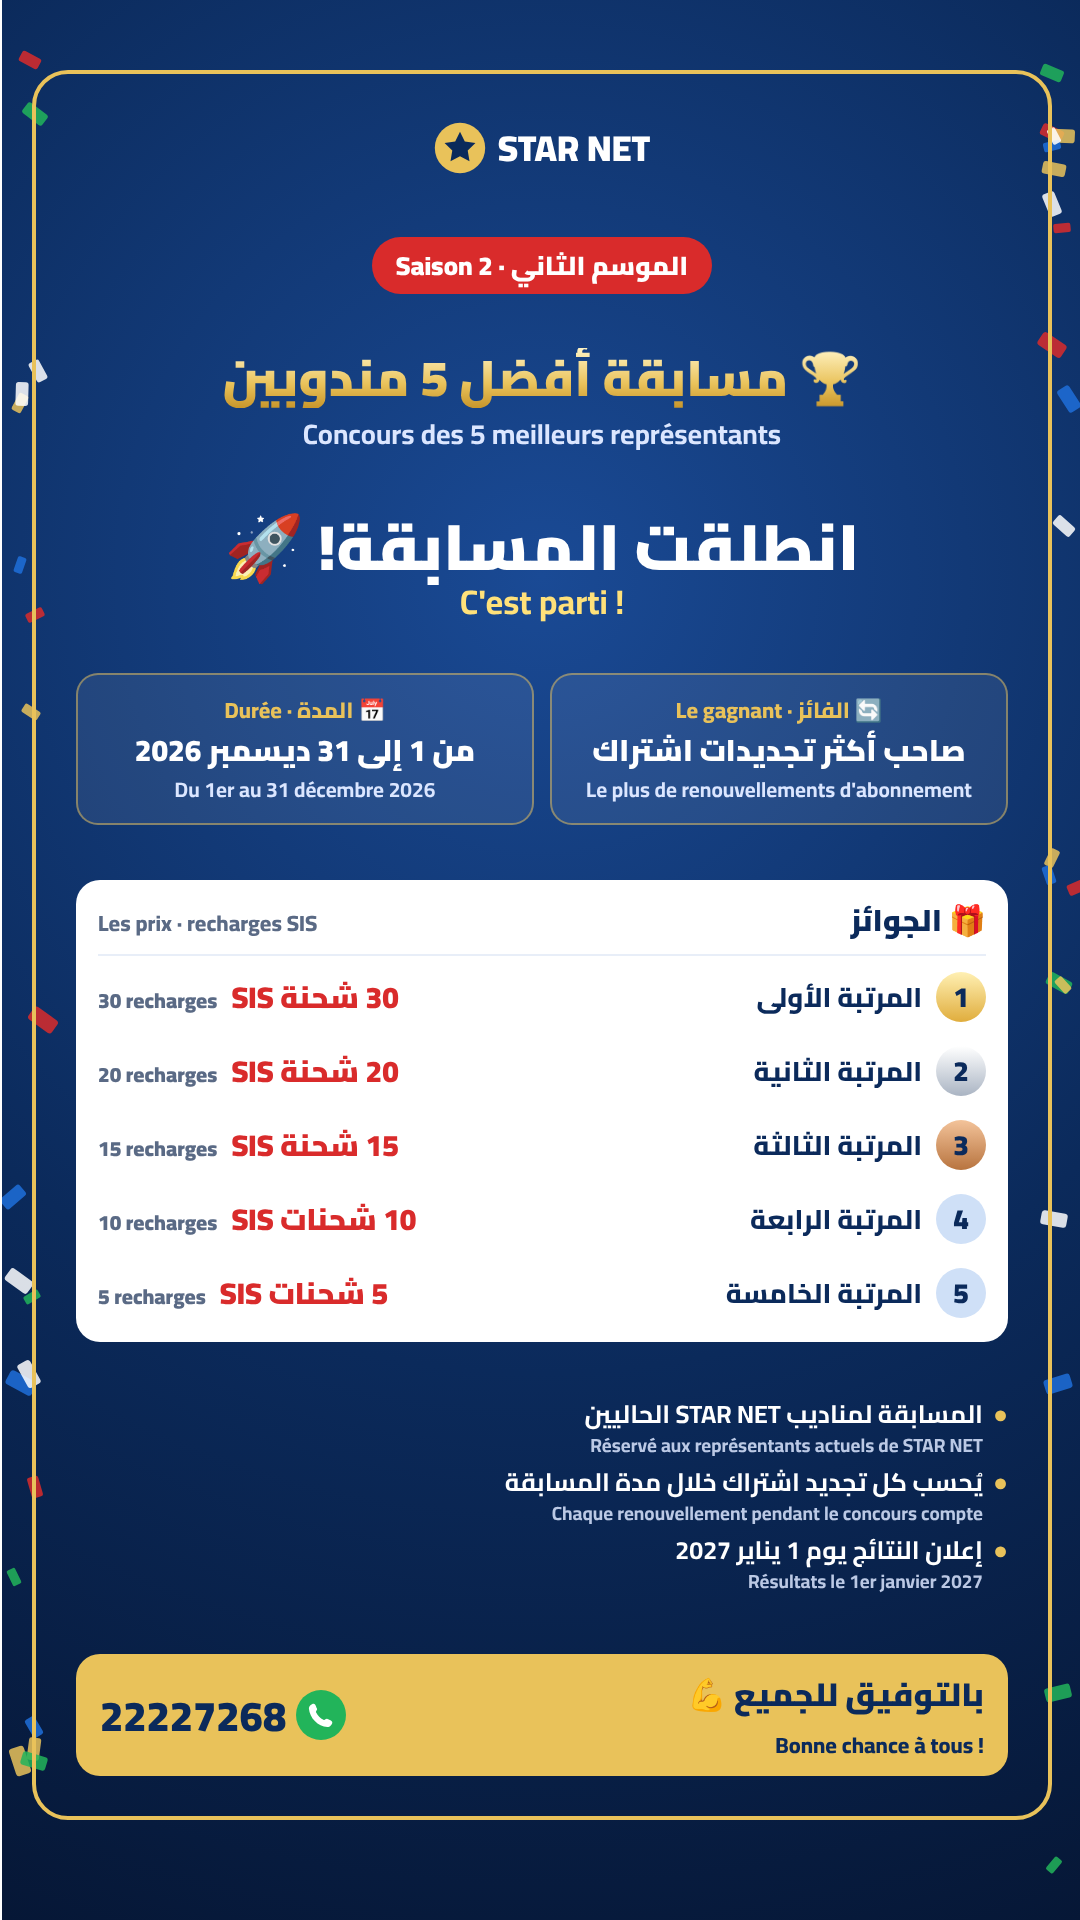 STAR NET
الموسم الثاني · Saison 2
🏆 مسابقة أفضل 5 مندوبين
Concours des 5 meilleurs représentants
انطلقت المسابقة! 🚀
C'est parti !
🔄 الفائز · Le gagnant
صاحب أكثر تجديدات اشتراك
Le plus de renouvellements d'abonnement
📅 المدة · Durée
من 1 إلى 31 ديسمبر 2026
Du 1er au 31 décembre 2026
🎁 الجوائز
Les prix · recharges SIS
1 المرتبة الأولى 30 شحنة SIS 30 recharges
2 المرتبة الثانية 20 شحنة SIS 20 recharges
3 المرتبة الثالثة 15 شحنة SIS 15 recharges
4 المرتبة الرابعة 10 شحنات SIS 10 recharges
5 المرتبة الخامسة 5 شحنات SIS 5 recharges
المسابقة لمناديب STAR NET الحاليين
Réservé aux représentants actuels de STAR NET
يُحسب كل تجديد اشتراك خلال مدة المسابقة
Chaque renouvellement pendant le concours compte
إعلان النتائج يوم 1 يناير 2027
Résultats le 1er janvier 2027
بالتوفيق للجميع 💪
Bonne chance à tous !
22227268